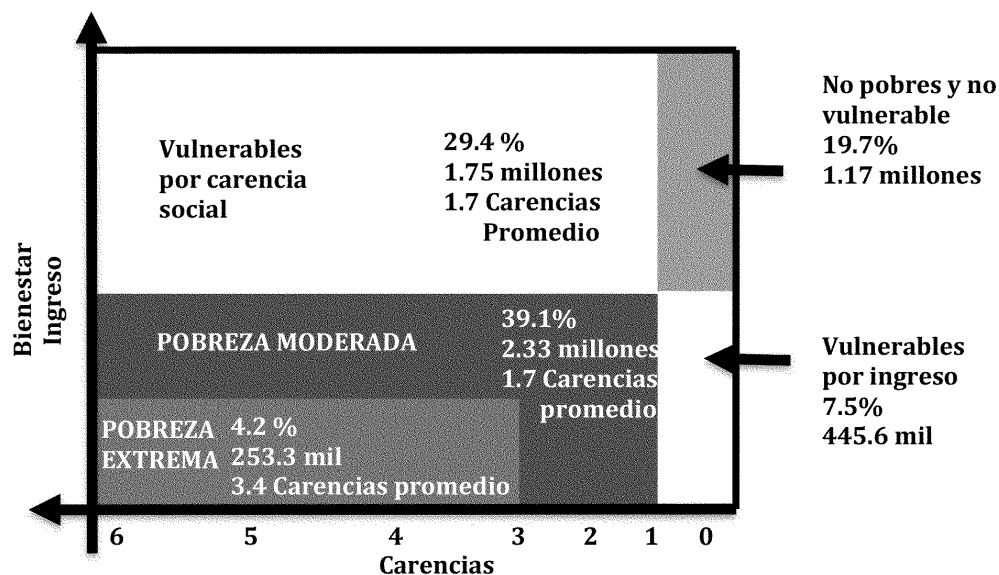 Bienestar
Ingreso
Vulnerables
por carencia
social
29.4 %
1.75 millones
1.7 Carencias
Promedio
No pobres y no
vulnerable
19.7%
1.17 millones
POBREZA MODERADA
39.1%
2.33 millones
1.7 Carencias
promedio
Vulnerables
por ingreso
7.5%
445.6 mil
POBREZA
EXTREMA
4.2 %
253.3 mil
3.4 Carencias promedio
6 5 4 3 2 1 0
Carencias